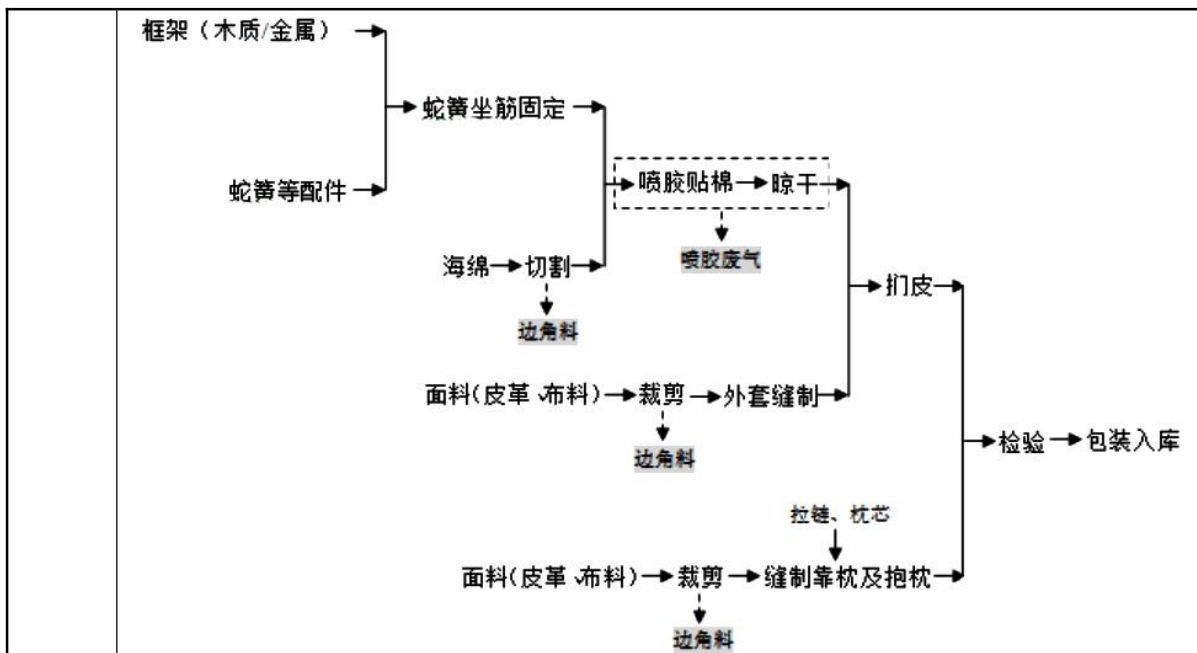 框架（木质/金属）
蛇簧坐筋固定
蛇簧等配件
喷胶贴棉 晾干
喷胶废气
海绵 切割
边角料
扪皮
面料(皮革、布料) 裁剪 外套缝制
边角料
检验 包装入库
拉链、枕芯
面料(皮革、布料) 裁剪 缝制靠枕及抱枕
边角料